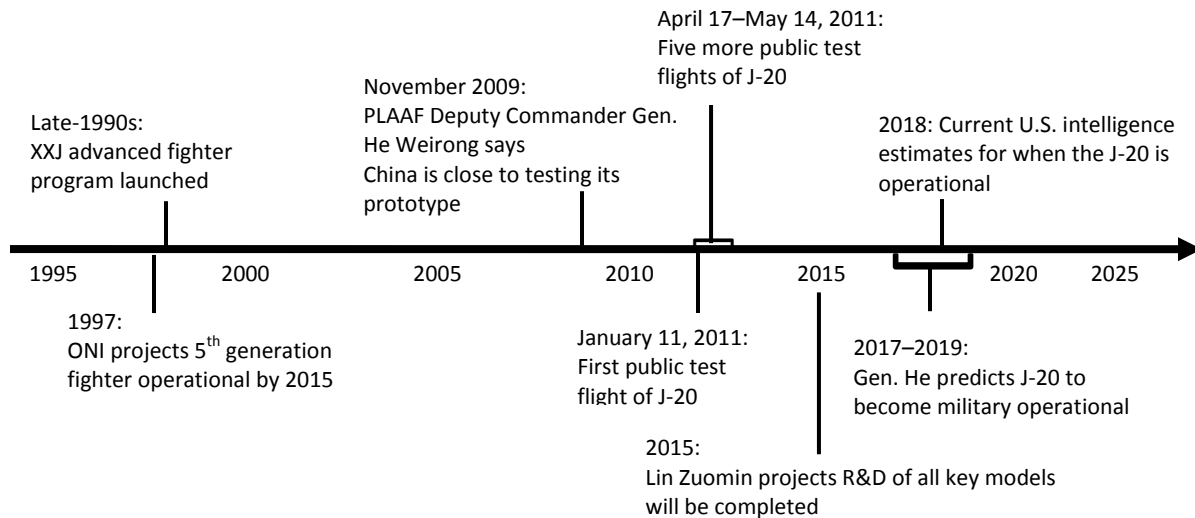 April 17–May 14, 2011:
Five more public test
flights of J-20
November 2009:
PLAAF Deputy Commander Gen.
He Weirong says
China is close to testing its
prototype
Late-1990s:
XXJ advanced fighter
program launched
2018: Current U.S. intelligence
estimates for when the J-20 is
operational
1995 2000 2005 2010 2015 2020 2025
1997:
ONI projects 5th generation
fighter operational by 2015
January 11, 2011:
First public test
flight of J-20
2017–2019:
Gen. He predicts J-20 to
become military operational
2015:
Lin Zuomin projects R&D of all key models
will be completed